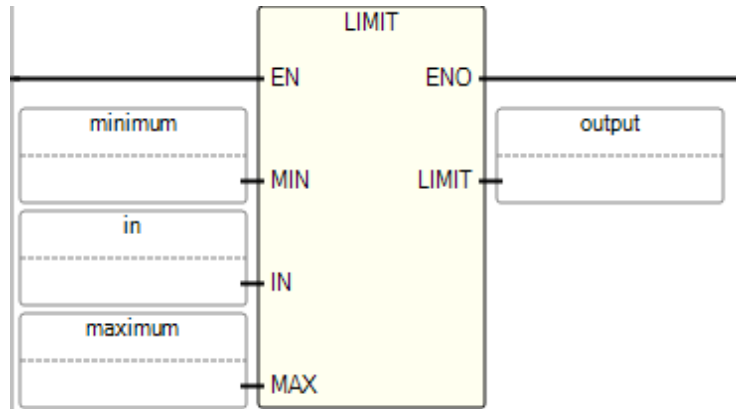 LIMIT
EN ENO
minimum output
MIN LIMIT
in
IN
maximum
MAX